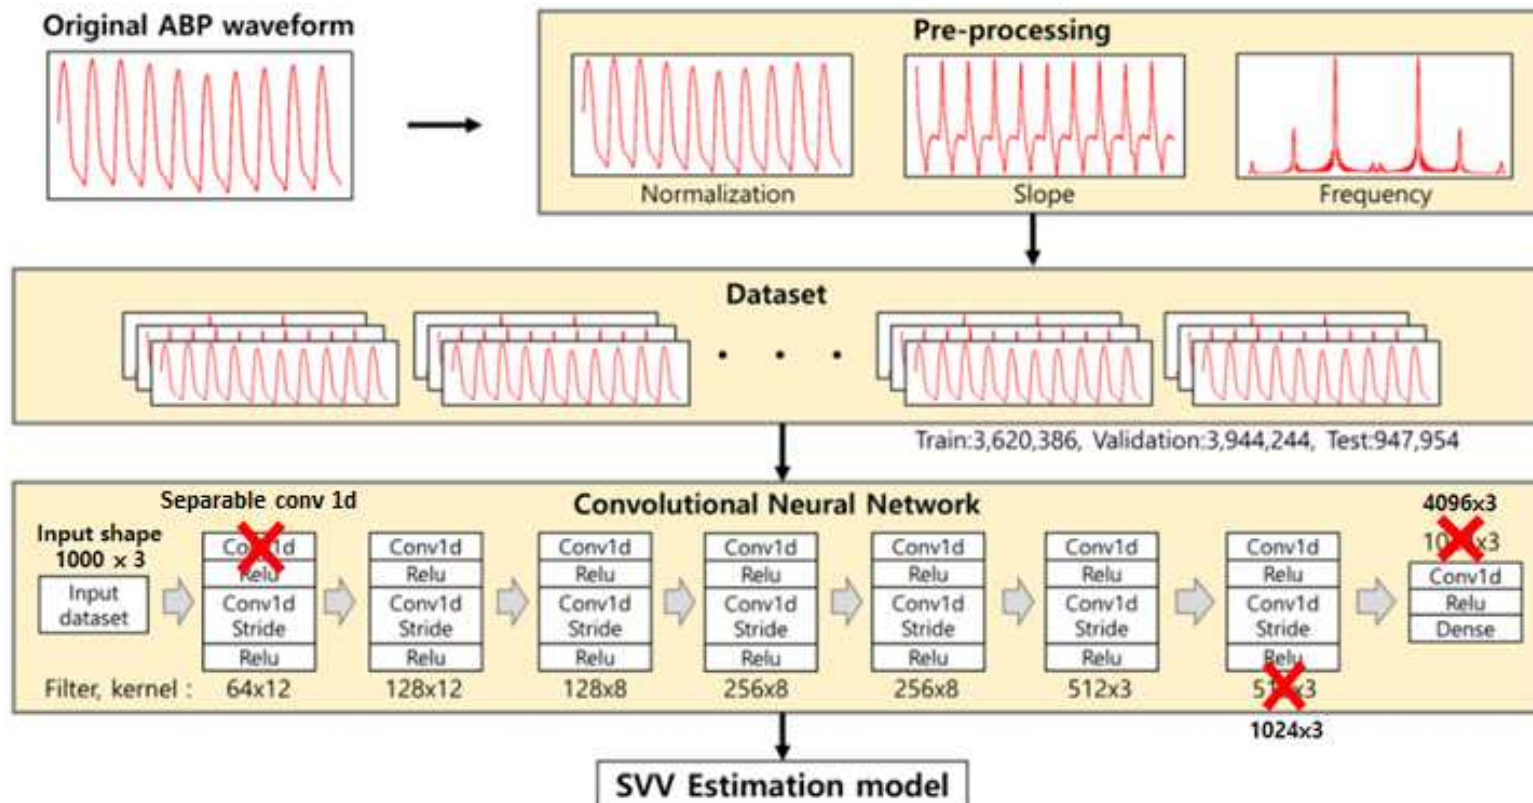 Original ABP waveform
Pre-processing
Normalization
Slope
Frequency
Dataset
Train:3,620,386, Validation:3,944,244, Test:947,954
Convolutional Neural Network
Separable conv 1d
4096x3
Input shape
1000 x 3
Input
dataset
Conv1d
Relu
Conv1d
Stride
Relu
Conv1d
Relu
Conv1d
Stride
Relu
Conv1d
Relu
Conv1d
Stride
Relu
Conv1d
Relu
Conv1d
Stride
Relu
Conv1d
Relu
Conv1d
Stride
Relu
Conv1d
Relu
Conv1d
Stride
Relu
Conv1d
Relu
Conv1d
Stride
Relu
Conv1d
Relu
Dense
Filter, kernel :
64x12
128x12
128x8
256x8
256x8
512x3
1024x3
SVV Estimation model